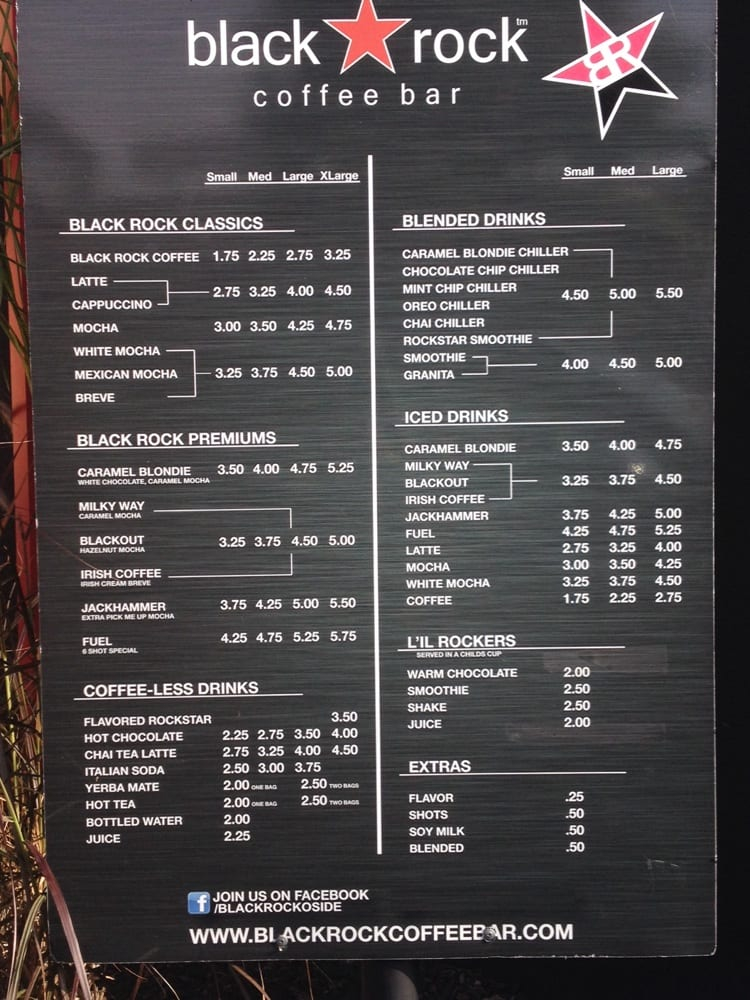 black rock™
BR
coffee bar
Small Med Large XLarge
BLACK ROCK CLASSICS
BLACK ROCK COFFEE 1.75 2.25 2.75 3.25
LATTE
CAPPUCCINO
2.75 3.25 4.00 4.50
MOCHA 3.00 3.50 4.25 4.75
WHITE MOCHA
MEXICAN MOCHA 3.25 3.75 4.50 5.00
BREVE
BLACK ROCK PREMIUMS
CARAMEL BLONDIE 3.50 4.00 4.75 5.25
WHITE CHOCOLATE, CARAMEL MOCHA
MILKY WAY
CARAMEL MOCHA
BLACKOUT 3.25 3.75 4.50 5.00
HAZELNUT MOCHA
IRISH COFFEE
IRISH CREAM BREVE
JACKHAMMER 3.75 4.25 5.00 5.50
EXTRA PICK ME UP MOCHA
FUEL 4.25 4.75 5.25 5.75
6 SHOT SPECIAL
COFFEE-LESS DRINKS
FLAVORED ROCKSTAR 3.50
HOT CHOCOLATE 2.25 2.75 3.50 4.00
CHAI TEA LATTE 2.75 3.25 4.00 4.50
ITALIAN SODA 2.50 3.00 3.75
YERBA MATE 2.00 ONE BAG 2.50 TWO BAGS
HOT TEA 2.00 ONE BAG 2.50 TWO BAGS
BOTTLED WATER 2.00
JUICE 2.25
Small Med Large
BLENDED DRINKS
CARAMEL BLONDIE CHILLER
CHOCOLATE CHIP CHILLER
MINT CHIP CHILLER
4.50 5.00 5.50
OREO CHILLER
CHAI CHILLER
ROCKSTAR SMOOTHIE
SMOOTHIE
4.00 4.50 5.00
GRANITA
ICED DRINKS
CARAMEL BLONDIE 3.50 4.00 4.75
MILKY WAY
BLACKOUT 3.25 3.75 4.50
IRISH COFFEE
JACKHAMMER 3.75 4.25 5.00
FUEL 4.25 4.75 5.25
LATTE 2.75 3.25 4.00
MOCHA 3.00 3.50 4.25
WHITE MOCHA 3.25 3.75 4.50
COFFEE 1.75 2.25 2.75
L'IL ROCKERS
SERVED IN A CHILDS CUP
WARM CHOCOLATE 2.00
SMOOTHIE 2.50
SHAKE 2.50
JUICE 2.00
EXTRAS
FLAVOR .25
SHOTS .50
SOY MILK .50
BLENDED .50
f JOIN US ON FACEBOOK
/BLACKROCKOSIDE
WWW.BLACKROCKCOFFEEBAR.COM